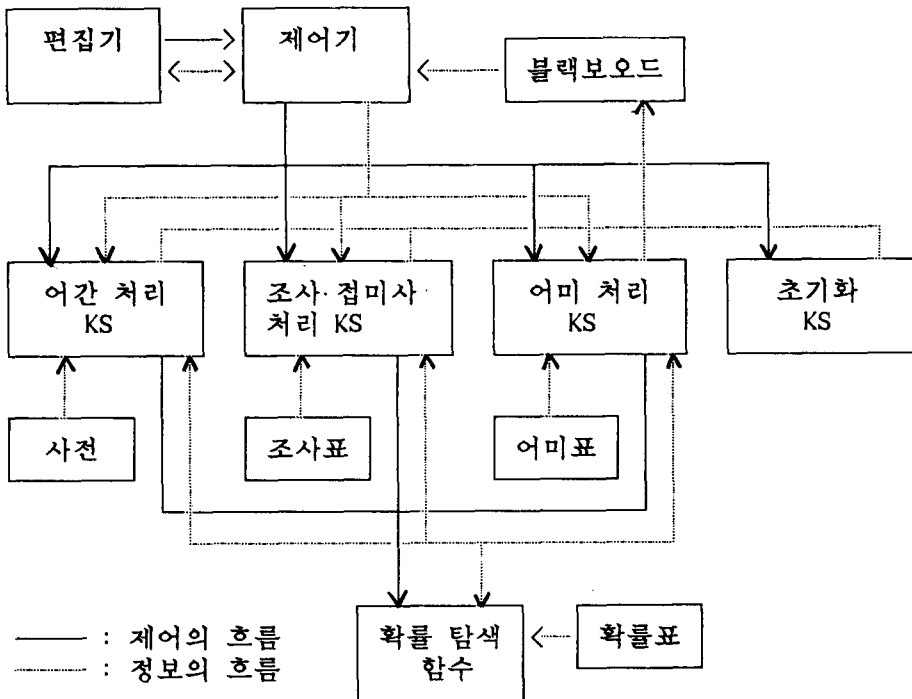 편집기
제어기
블랙보오드
어간 처리
KS
조사·접미사
처리 KS
어미 처리
KS
초기화
KS
사전
조사표
어미표
확률 탐색
함수
확률표
: 제어의 흐름
: 정보의 흐름